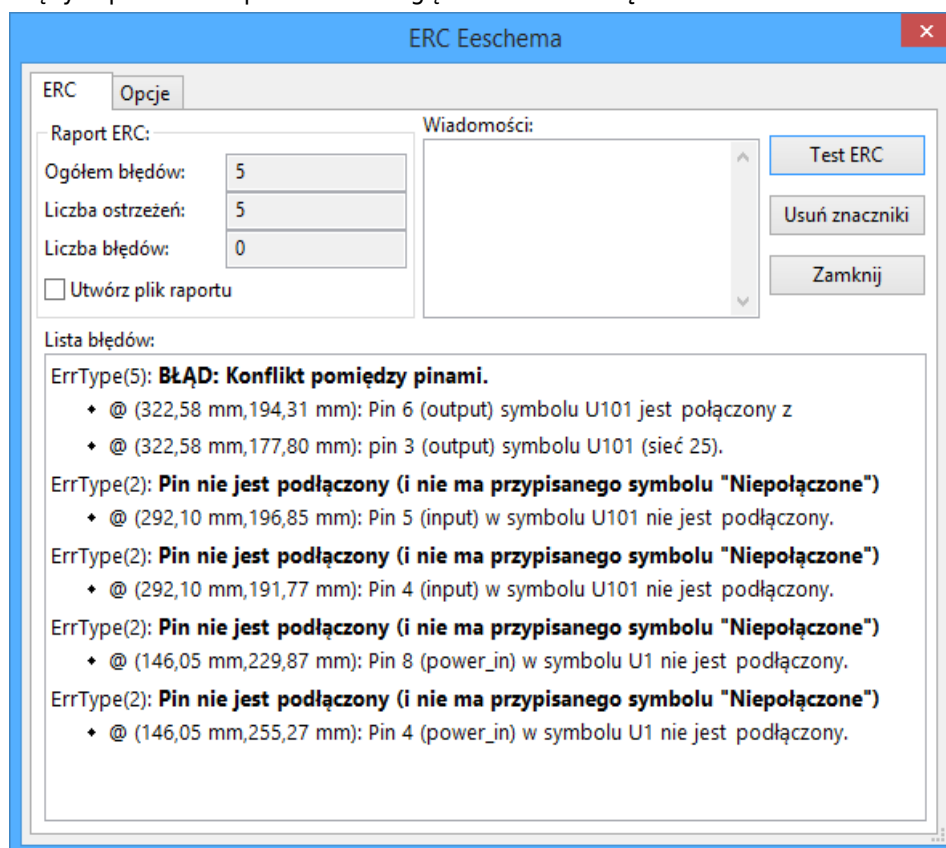 ERC Eeschema
ERC Opcje
Raport ERC:
Wiadomości:
Ogółem błędów: 5
Liczba ostrzeżeń: 5
Liczba błędów: 0
Utwórz plik raportu
Test ERC
Usuń znaczniki
Zamknij
Lista błędów:
ErrType(5): BŁĄD: Konflikt pomiędzy pinami.
@ (322,58 mm,194,31 mm): Pin 6 (output) symbolu U101 jest połączony z
@ (322,58 mm,177,80 mm): pin 3 (output) symbolu U101 (sieć 25).
ErrType(2): Pin nie jest podłączony (i nie ma przypisanego symbolu "Niepołączone")
@ (292,10 mm,196,85 mm): Pin 5 (input) w symbolu U101 nie jest podłączony.
ErrType(2): Pin nie jest podłączony (i nie ma przypisanego symbolu "Niepołączone")
@ (292,10 mm,191,77 mm): Pin 4 (input) w symbolu U101 nie jest podłączony.
ErrType(2): Pin nie jest podłączony (i nie ma przypisanego symbolu "Niepołączone")
@ (146,05 mm,229,87 mm): Pin 8 (power_in) w symbolu U1 nie jest podłączony.
ErrType(2): Pin nie jest podłączony (i nie ma przypisanego symbolu "Niepołączone")
@ (146,05 mm,255,27 mm): Pin 4 (power_in) w symbolu U1 nie jest podłączony.